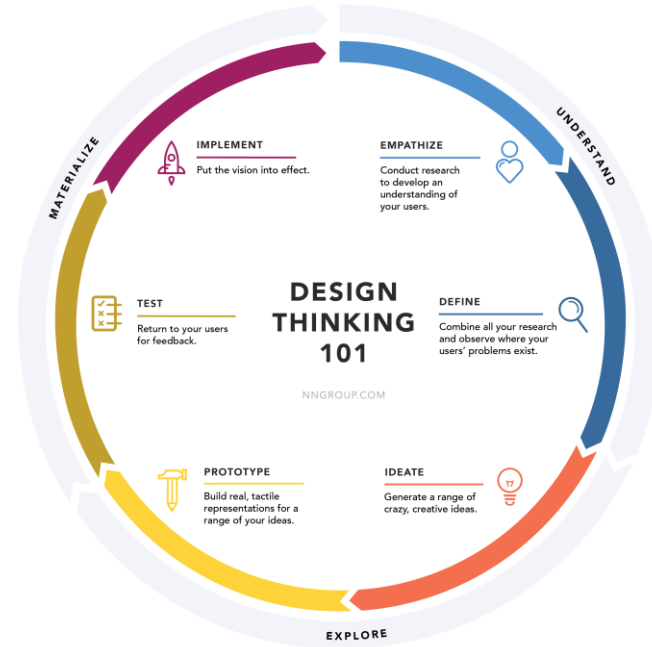 DESIGN
THINKING
101
NNGROUP.COM
UNDERSTAND
EMPATHIZE
Conduct research
to develop an
understanding of
your users.
DEFINE
Combine all your research
and observe where your
users' problems exist.
EXPLORE
IDEATE
Generate a range of
crazy, creative ideas.
PROTOTYPE
Build real, tactile
representations for a
range of your ideas.
MATERIALIZE
TEST
Return to your users
for feedback.
IMPLEMENT
Put the vision into effect.